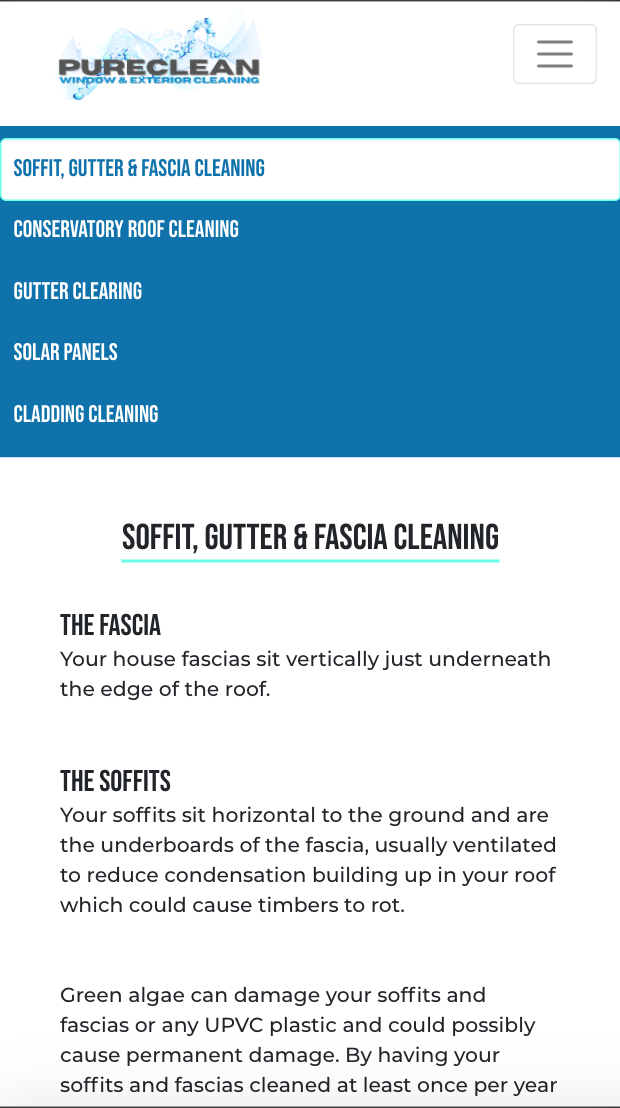 PURECLEAN
WINDOW & EXTERIOR CLEANING
SOFFIT, GUTTER & FASCIA CLEANING
CONSERVATORY ROOF CLEANING
GUTTER CLEARING
SOLAR PANELS
CLADDING CLEANING
SOFFIT, GUTTER & FASCIA CLEANING
THE FASCIA
Your house fascias sit vertically just underneath
the edge of the roof.
THE SOFFITS
Your soffits sit horizontal to the ground and are
the underboards of the fascia, usually ventilated
to reduce condensation building up in your roof
which could cause timbers to rot.
Green algae can damage your soffits and
fascias or any UPVC plastic and could possibly
cause permanent damage. By having your
soffits and fascias cleaned at least once per year